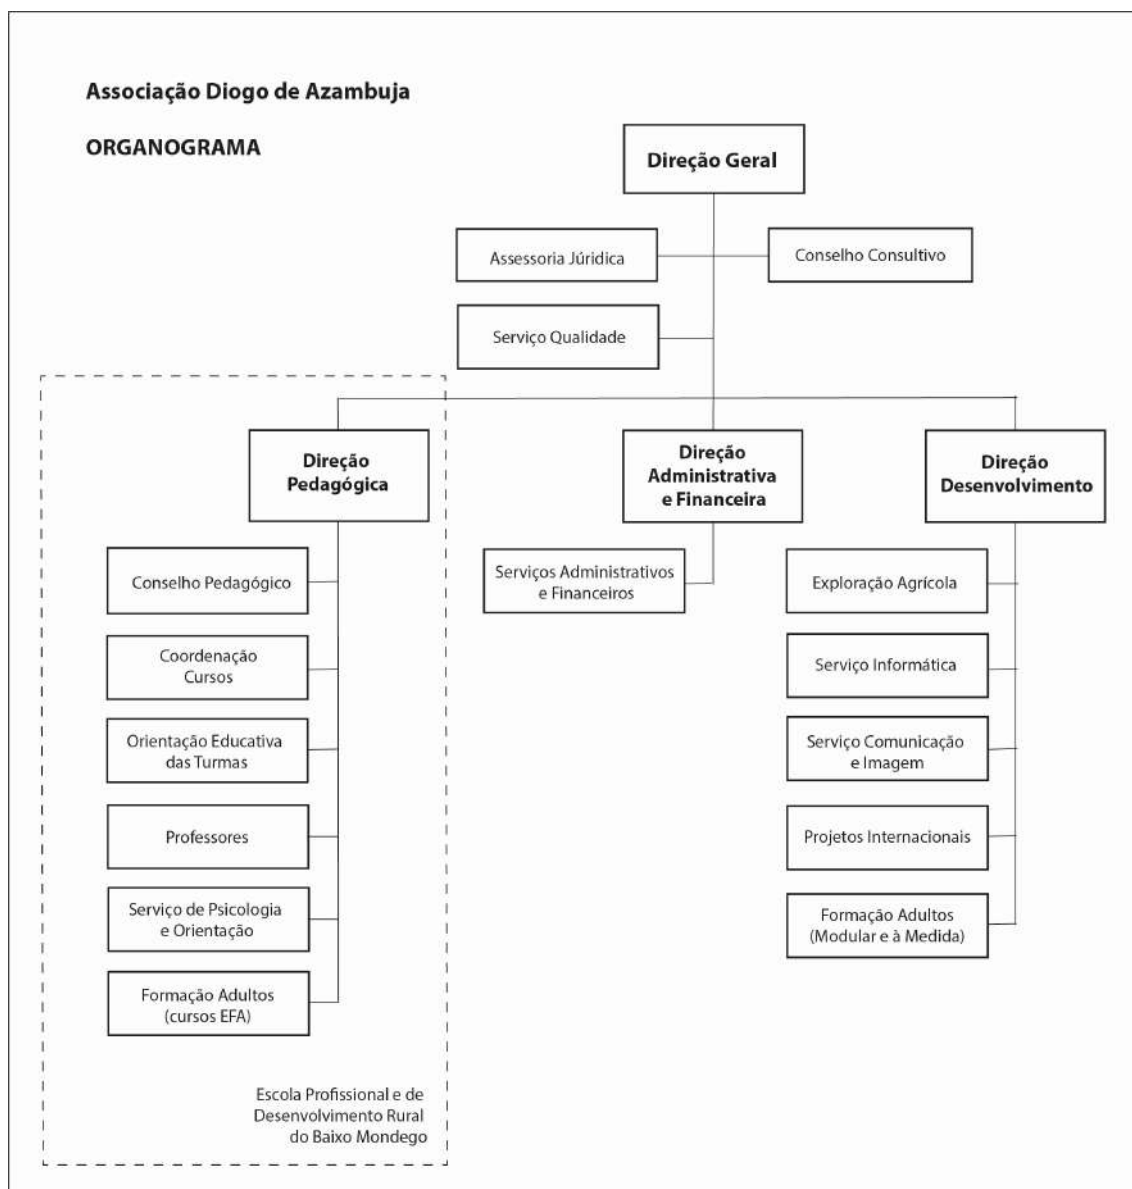 Associação Diogo de Azambuja
ORGANOGRAMA
Direção Geral
Assessoria Júridica
Conselho Consultivo
Serviço Qualidade
Direção
Pedagógica
Direção
Administrativa
e Financeira
Direção
Desenvolvimento
Conselho Pedagógico
Coordenação
Cursos
Orientação Educativa
das Turmas
Professores
Serviço de Psicologia
e Orientação
Formação Adultos
(cursos EFA)
Escola Profissional e de
Desenvolvimento Rural
do Baixo Mondego
Serviços Administrativos
e Financeiros
Exploração Agrícola
Serviço Informática
Serviço Comunicação
e Imagem
Projetos Internacionais
Formação Adultos
(Modular e à Medida)